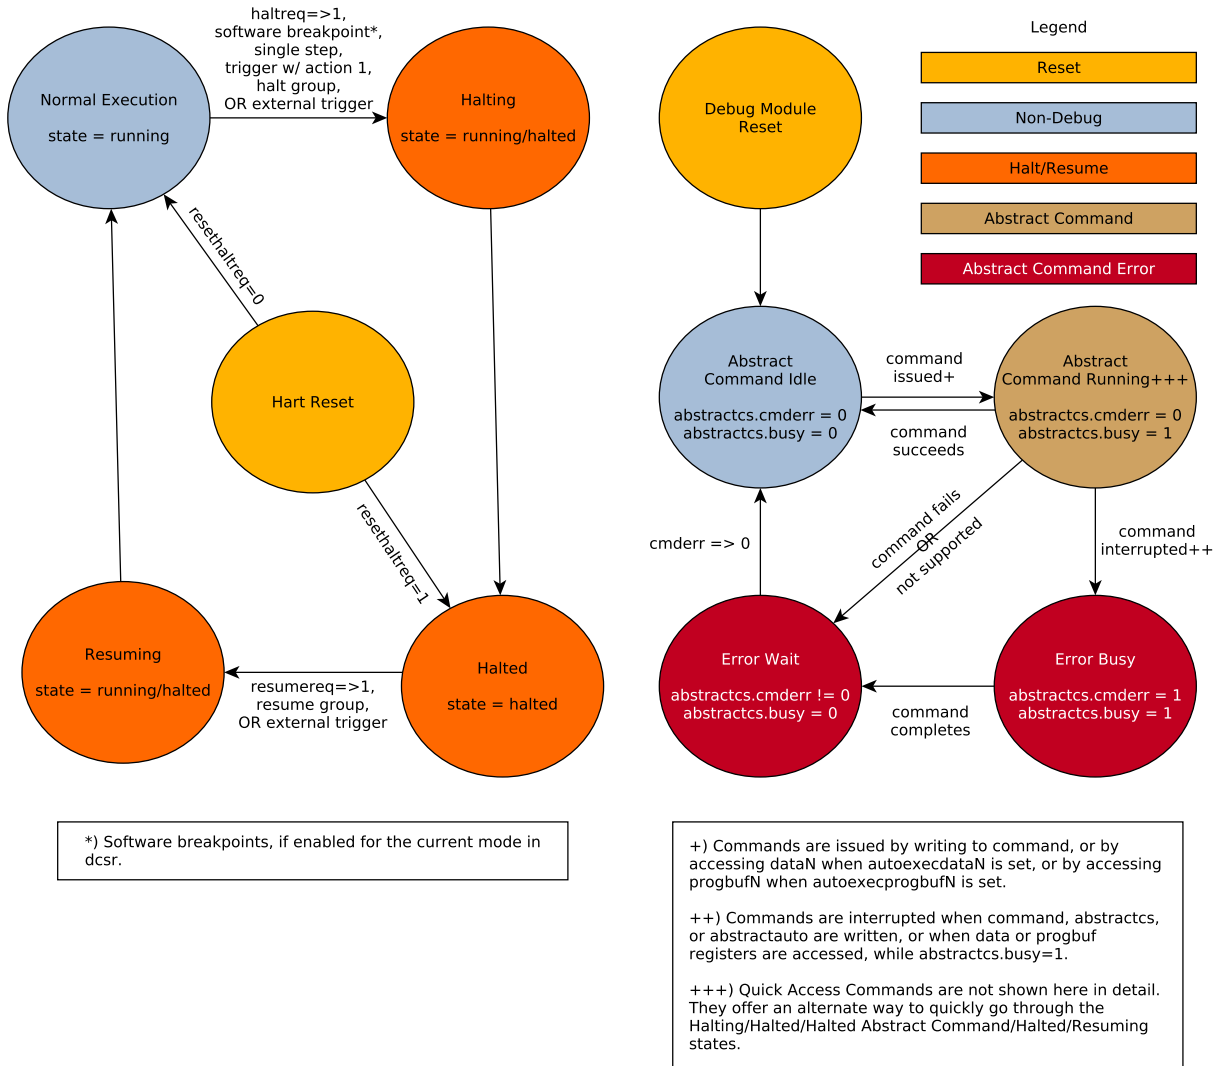 haltreq=>1,
software breakpoint*,
single step,
trigger w/ action 1,
halt group,
OR external trigger
Normal Execution
state = running
Halting
state = running/halted
resethaltreq=0
Hart Reset
resethaltreq=1
Resuming
state = running/halted
Halted
state = halted
resumereq=>1,
resume group,
OR external trigger
*) Software breakpoints, if enabled for the current mode in
dcsr.
Debug Module
Reset
Legend
Reset
Non-Debug
Halt/Resume
Abstract Command
Abstract Command Error
Abstract
Command Idle
abstractcs.cmderr = 0
abstractcs.busy = 0
command
issued+
command
succeeds
Abstract
Command Running+++
abstractcs.cmderr = 0
abstractcs.busy = 1
cmderr => 0
command fails
OR
not supported
command
interrupted++
Error Wait
abstractcs.cmderr != 0
abstractcs.busy = 0
command
completes
Error Busy
abstractcs.cmderr = 1
abstractcs.busy = 1
+) Commands are issued by writing to command, or by
accessing dataN when autoexecdataN is set, or by accessing
progbufN when autoexecprogbufN is set.
++) Commands are interrupted when command, abstractcs,
or abstractauto are written, or when data or progbuf
registers are accessed, while abstractcs.busy=1.
+++) Quick Access Commands are not shown here in detail.
They offer an alternate way to quickly go through the
Halting/Halted/Halted Abstract Command/Halted/Resuming
states.